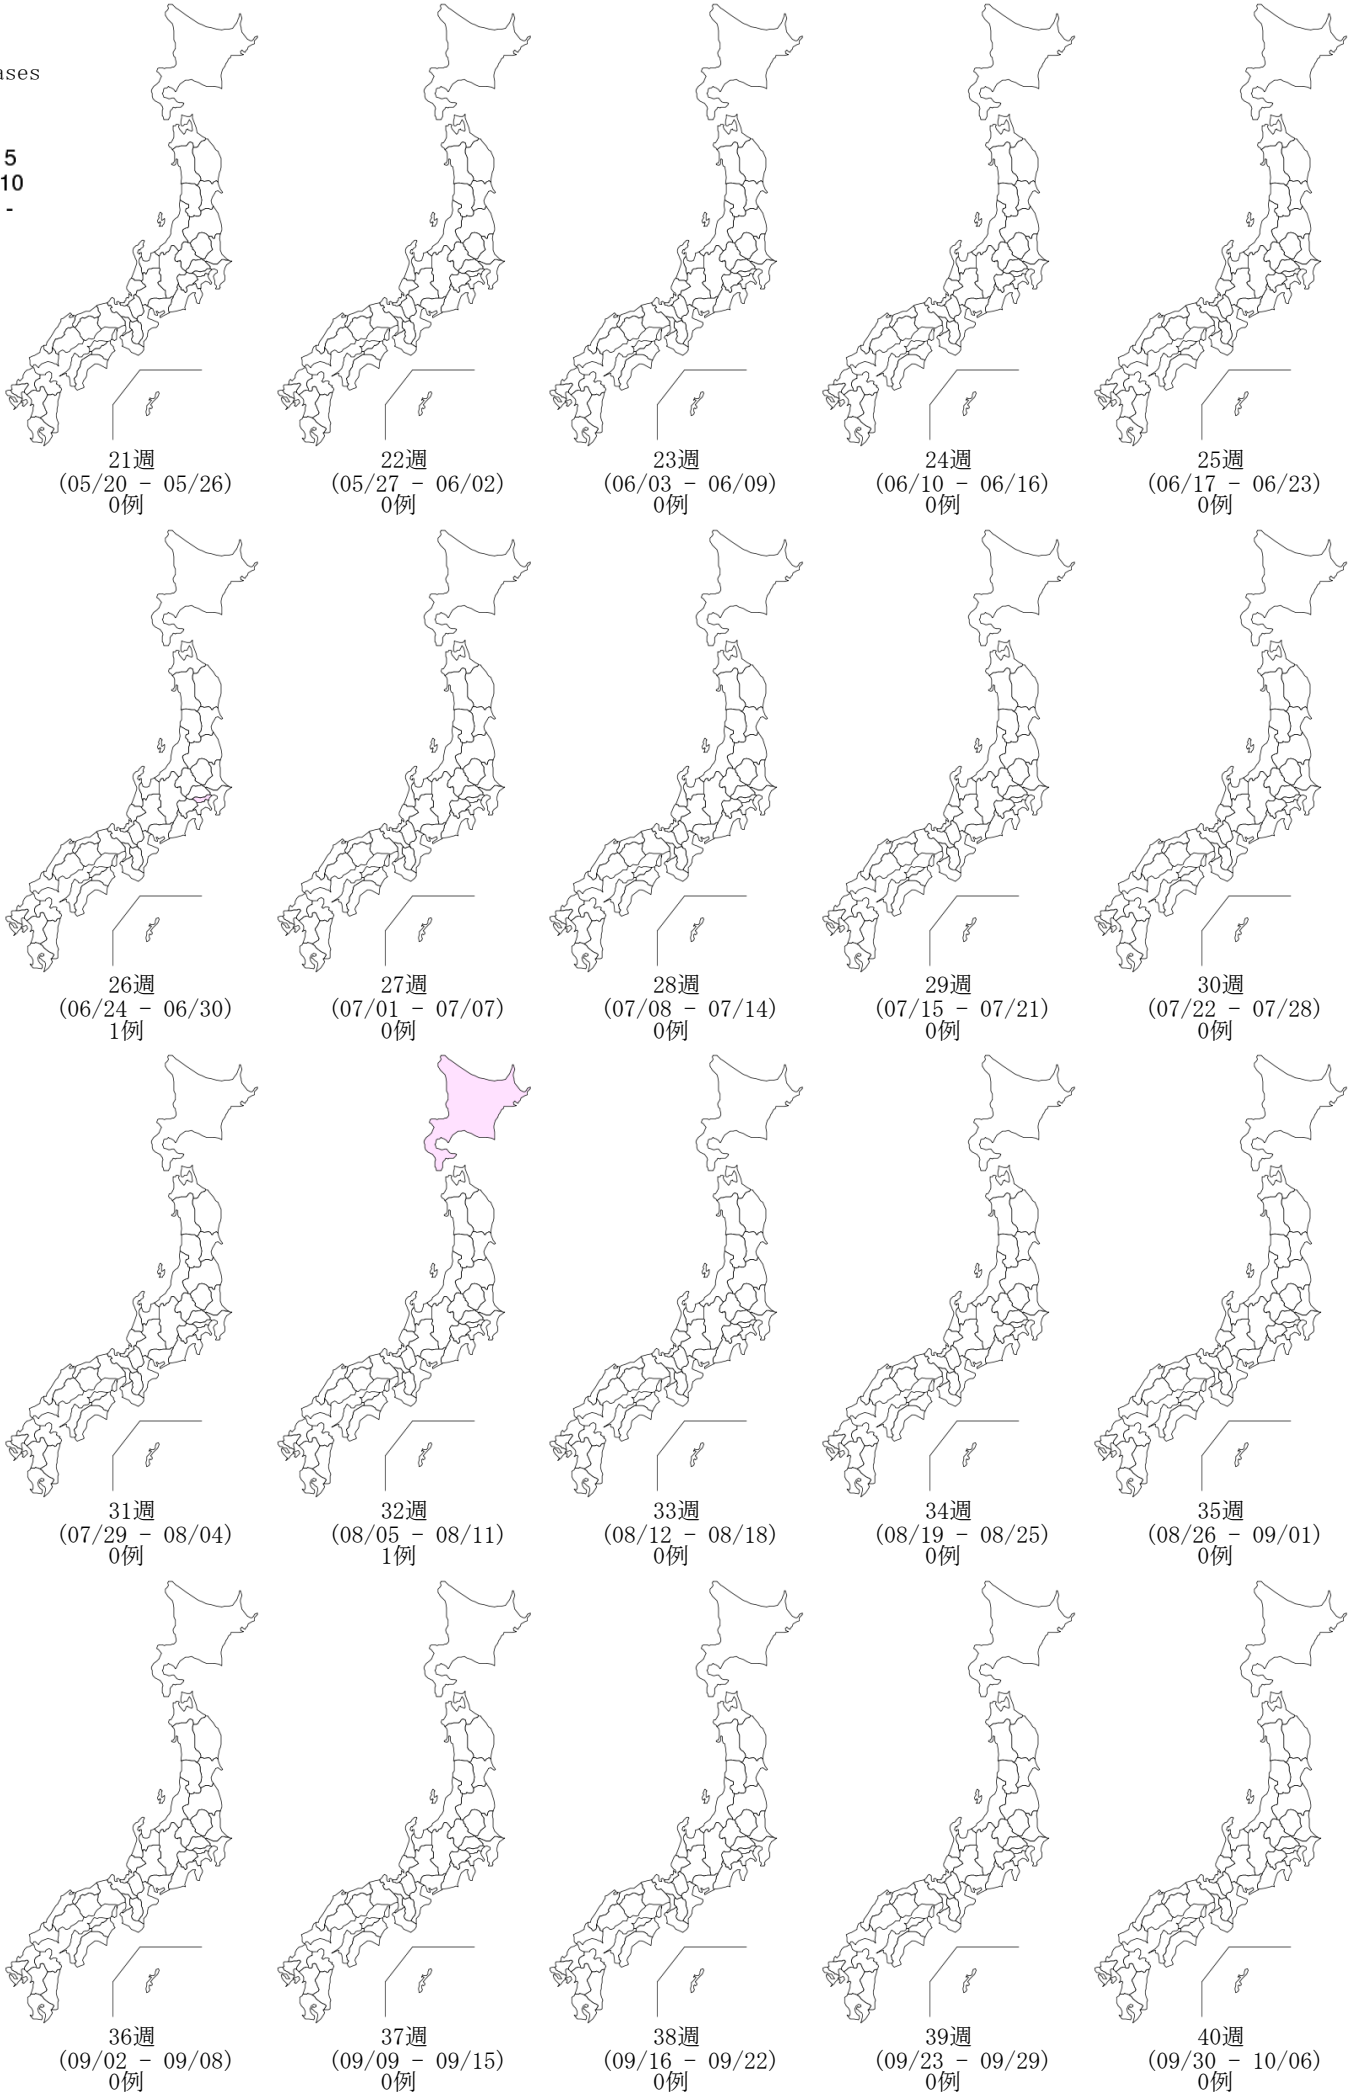 ases
5
10
-
21週
(05/20 - 05/26)
0例
22週
(05/27 - 06/02)
0例
23週
(06/03 - 06/09)
0例
24週
(06/10 - 06/16)
0例
25週
(06/17 - 06/23)
0例
26週
(06/24 - 06/30)
1例
27週
(07/01 - 07/07)
0例
28週
(07/08 - 07/14)
0例
29週
(07/15 - 07/21)
0例
30週
(07/22 - 07/28)
0例
31週
(07/29 - 08/04)
0例
32週
(08/05 - 08/11)
1例
33週
(08/12 - 08/18)
0例
34週
(08/19 - 08/25)
0例
35週
(08/26 - 09/01)
0例
36週
(09/02 - 09/08)
0例
37週
(09/09 - 09/15)
0例
38週
(09/16 - 09/22)
0例
39週
(09/23 - 09/29)
0例
40週
(09/30 - 10/06)
0例